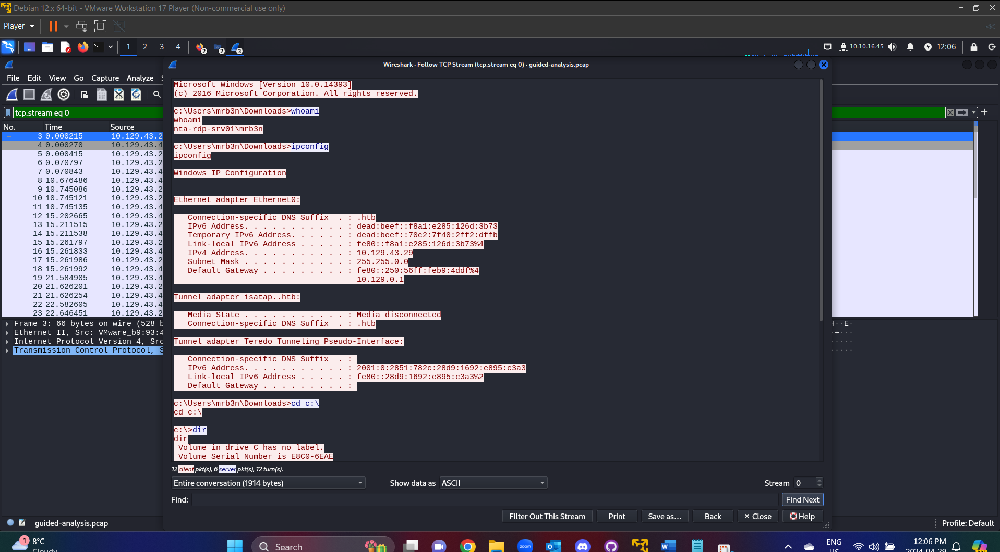 Debian 12.x 64-bit - VMware Workstation 17 Player (Non-commercial use only)
Player
1 2 3 4
2 2 3
10.10.16.45
12:06
Wireshark · Follow TCP Stream (tcp.stream eq 0) · guided-analysis.pcap
File Edit View Go Capture Analyze
tcp.stream eq 0
No. Time Source
3 0.000215 10.129.43.2
4 0.000270 10.129.43.4
5 0.000415 10.129.43.2
6 0.070797 10.129.43.2
7 0.070843 10.129.43.4
8 10.676486 10.129.43.4
9 10.745086 10.129.43.2
10 10.745121 10.129.43.4
11 10.745135 10.129.43.2
12 15.202665 10.129.43.4
13 15.211515 10.129.43.2
14 15.211538 10.129.43.4
15 15.261797 10.129.43.2
16 15.261833 10.129.43.4
17 15.261986 10.129.43.2
18 15.261992 10.129.43.4
19 21.584905 10.129.43.4
20 21.626201 10.129.43.2
21 21.626254 10.129.43.4
22 22.582605 10.129.43.4
23 22.646451 10.129.43.2
Frame 3: 66 bytes on wire (528 b
Ethernet II, Src: VMware_b9:93:4
Internet Protocol Version 4, Src
Transmission Control Protocol, S
Microsoft Windows [Version 10.0.14393]
(c) 2016 Microsoft Corporation. All rights reserved.
c:\Users\mrb3n\Downloads>whoami
whoami
nta-rdp-srv01\mrb3n
c:\Users\mrb3n\Downloads>ipconfig
ipconfig
Windows IP Configuration
Ethernet adapter Ethernet0:
Connection-specific DNS Suffix . : .htb
IPv6 Address. . . . . . . . . . . : dead:beef::f8a1:e285:126d:3b73
Temporary IPv6 Address. . . . . . : dead:beef::70c2:7f40:2ff2:dffb
Link-local IPv6 Address . . . . . : fe80::f8a1:e285:126d:3b73%4
IPv4 Address. . . . . . . . . . . : 10.129.43.29
Subnet Mask . . . . . . . . . . . : 255.255.0.0
Default Gateway . . . . . . . . . : fe80::250:56ff:feb9:4ddf%4
10.129.0.1
Tunnel adapter isatap..htb:
Media State . . . . . . . . . . . : Media disconnected
Connection-specific DNS Suffix . : .htb
Tunnel adapter Teredo Tunneling Pseudo-Interface:
Connection-specific DNS Suffix . :
IPv6 Address. . . . . . . . . . . : 2001:0:2851:782c:28d9:1692:e895:c3a3
Link-local IPv6 Address . . . . . : fe80::28d9:1692:e895:c3a3%2
Default Gateway . . . . . . . . . :
c:\Users\mrb3n\Downloads>cd c:\
cd c:\
c:\>dir
dir
Volume in drive C has no label.
Volume Serial Number is E8C0-6EAE
H · · E ·
· + · · ·
· · · · ·
· · · · ·
12 client pkt(s), 6 server pkt(s), 12 turn(s).
Entire conversation (1914 bytes)
Show data as ASCII
Stream 0
Find:
Find Next
Filter Out This Stream
Print
Save as…
Back
Close
Help
guided-analysis.pcap
Profile: Default
1
8°C
Cloudy
Search
zoom
ENG
US
12:06 PM
2024-04-29